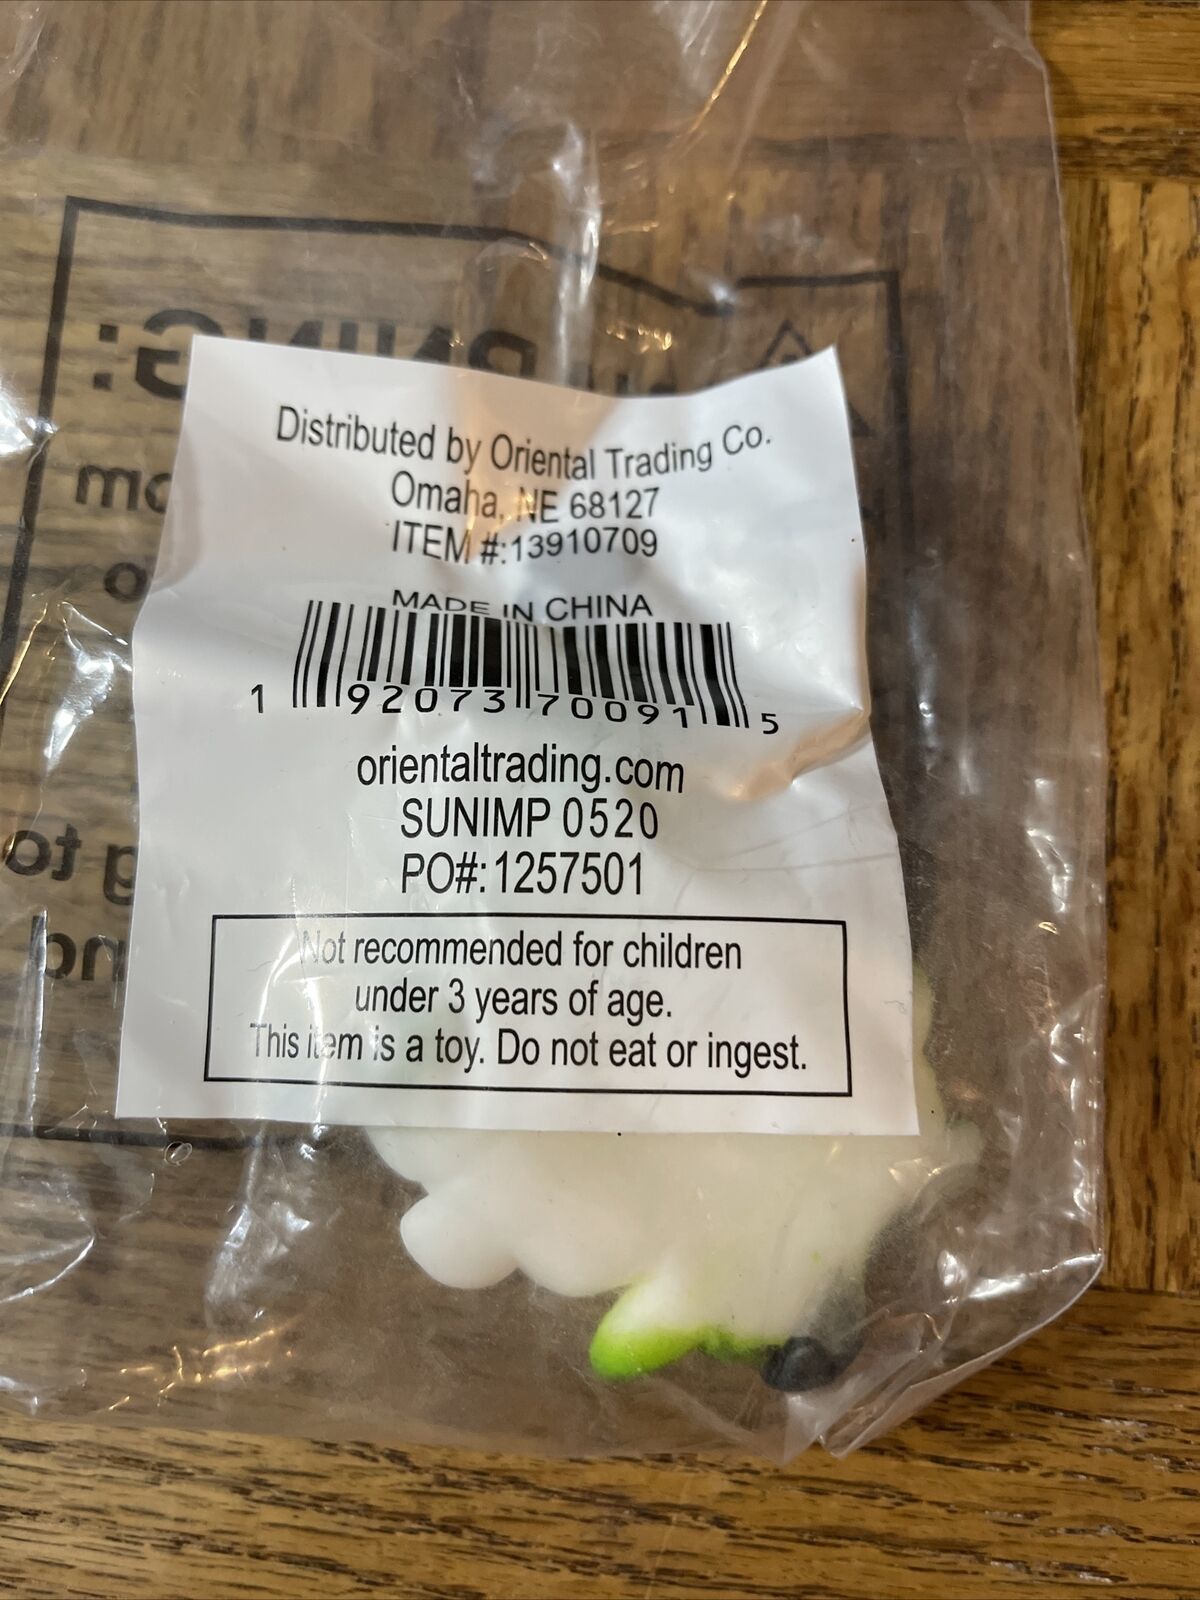 Distributed by Oriental Trading Co.
Omaha, NE 68127
ITEM #:13910709
MADE IN CHINA
1 92073 70091 5
orientaltrading.com
SUNIMP 0520
PO#:1257501
Not recommended for children
under 3 years of age.
This item is a toy. Do not eat or ingest.